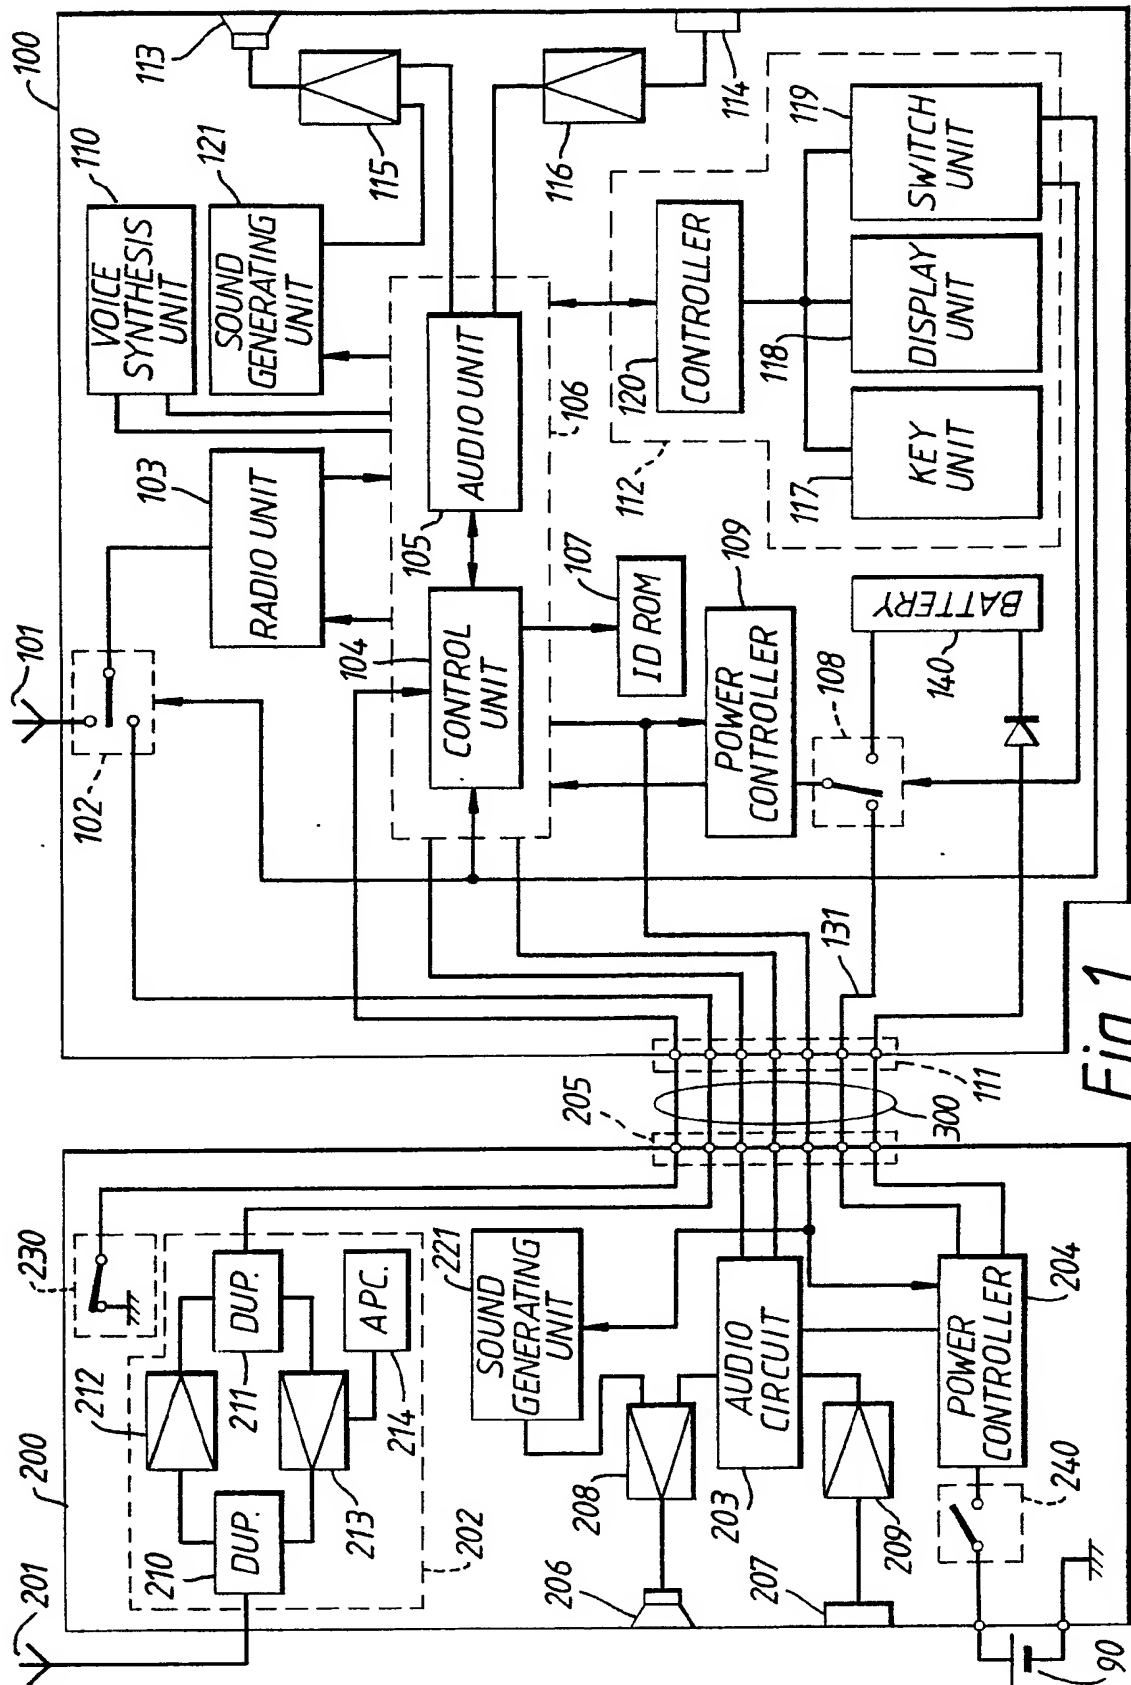 100
113
110
VOICE
SYNTHESIS
UNIT
121
SOUND
GENERATING
UNIT
115
116
114
119
SWITCH
UNIT
103
RADIO UNIT
101
102
105
AUDIO UNIT
106
104
CONTROL
UNIT
107
ID ROM
120
CONTROLLER
112
118
DISPLAY
UNIT
117
KEY
UNIT
109
POWER
CONTROLLER
108
BATTERY
140
131
111
300
205
Fig. 1
200
201
230
212
DUP.
211
APC.
214
213
DUP.
210
202
221
SOUND
GENERATING
UNIT
208
206
AUDIO
CIRCUIT
203
209
207
POWER
CONTROLLER
204
240
90